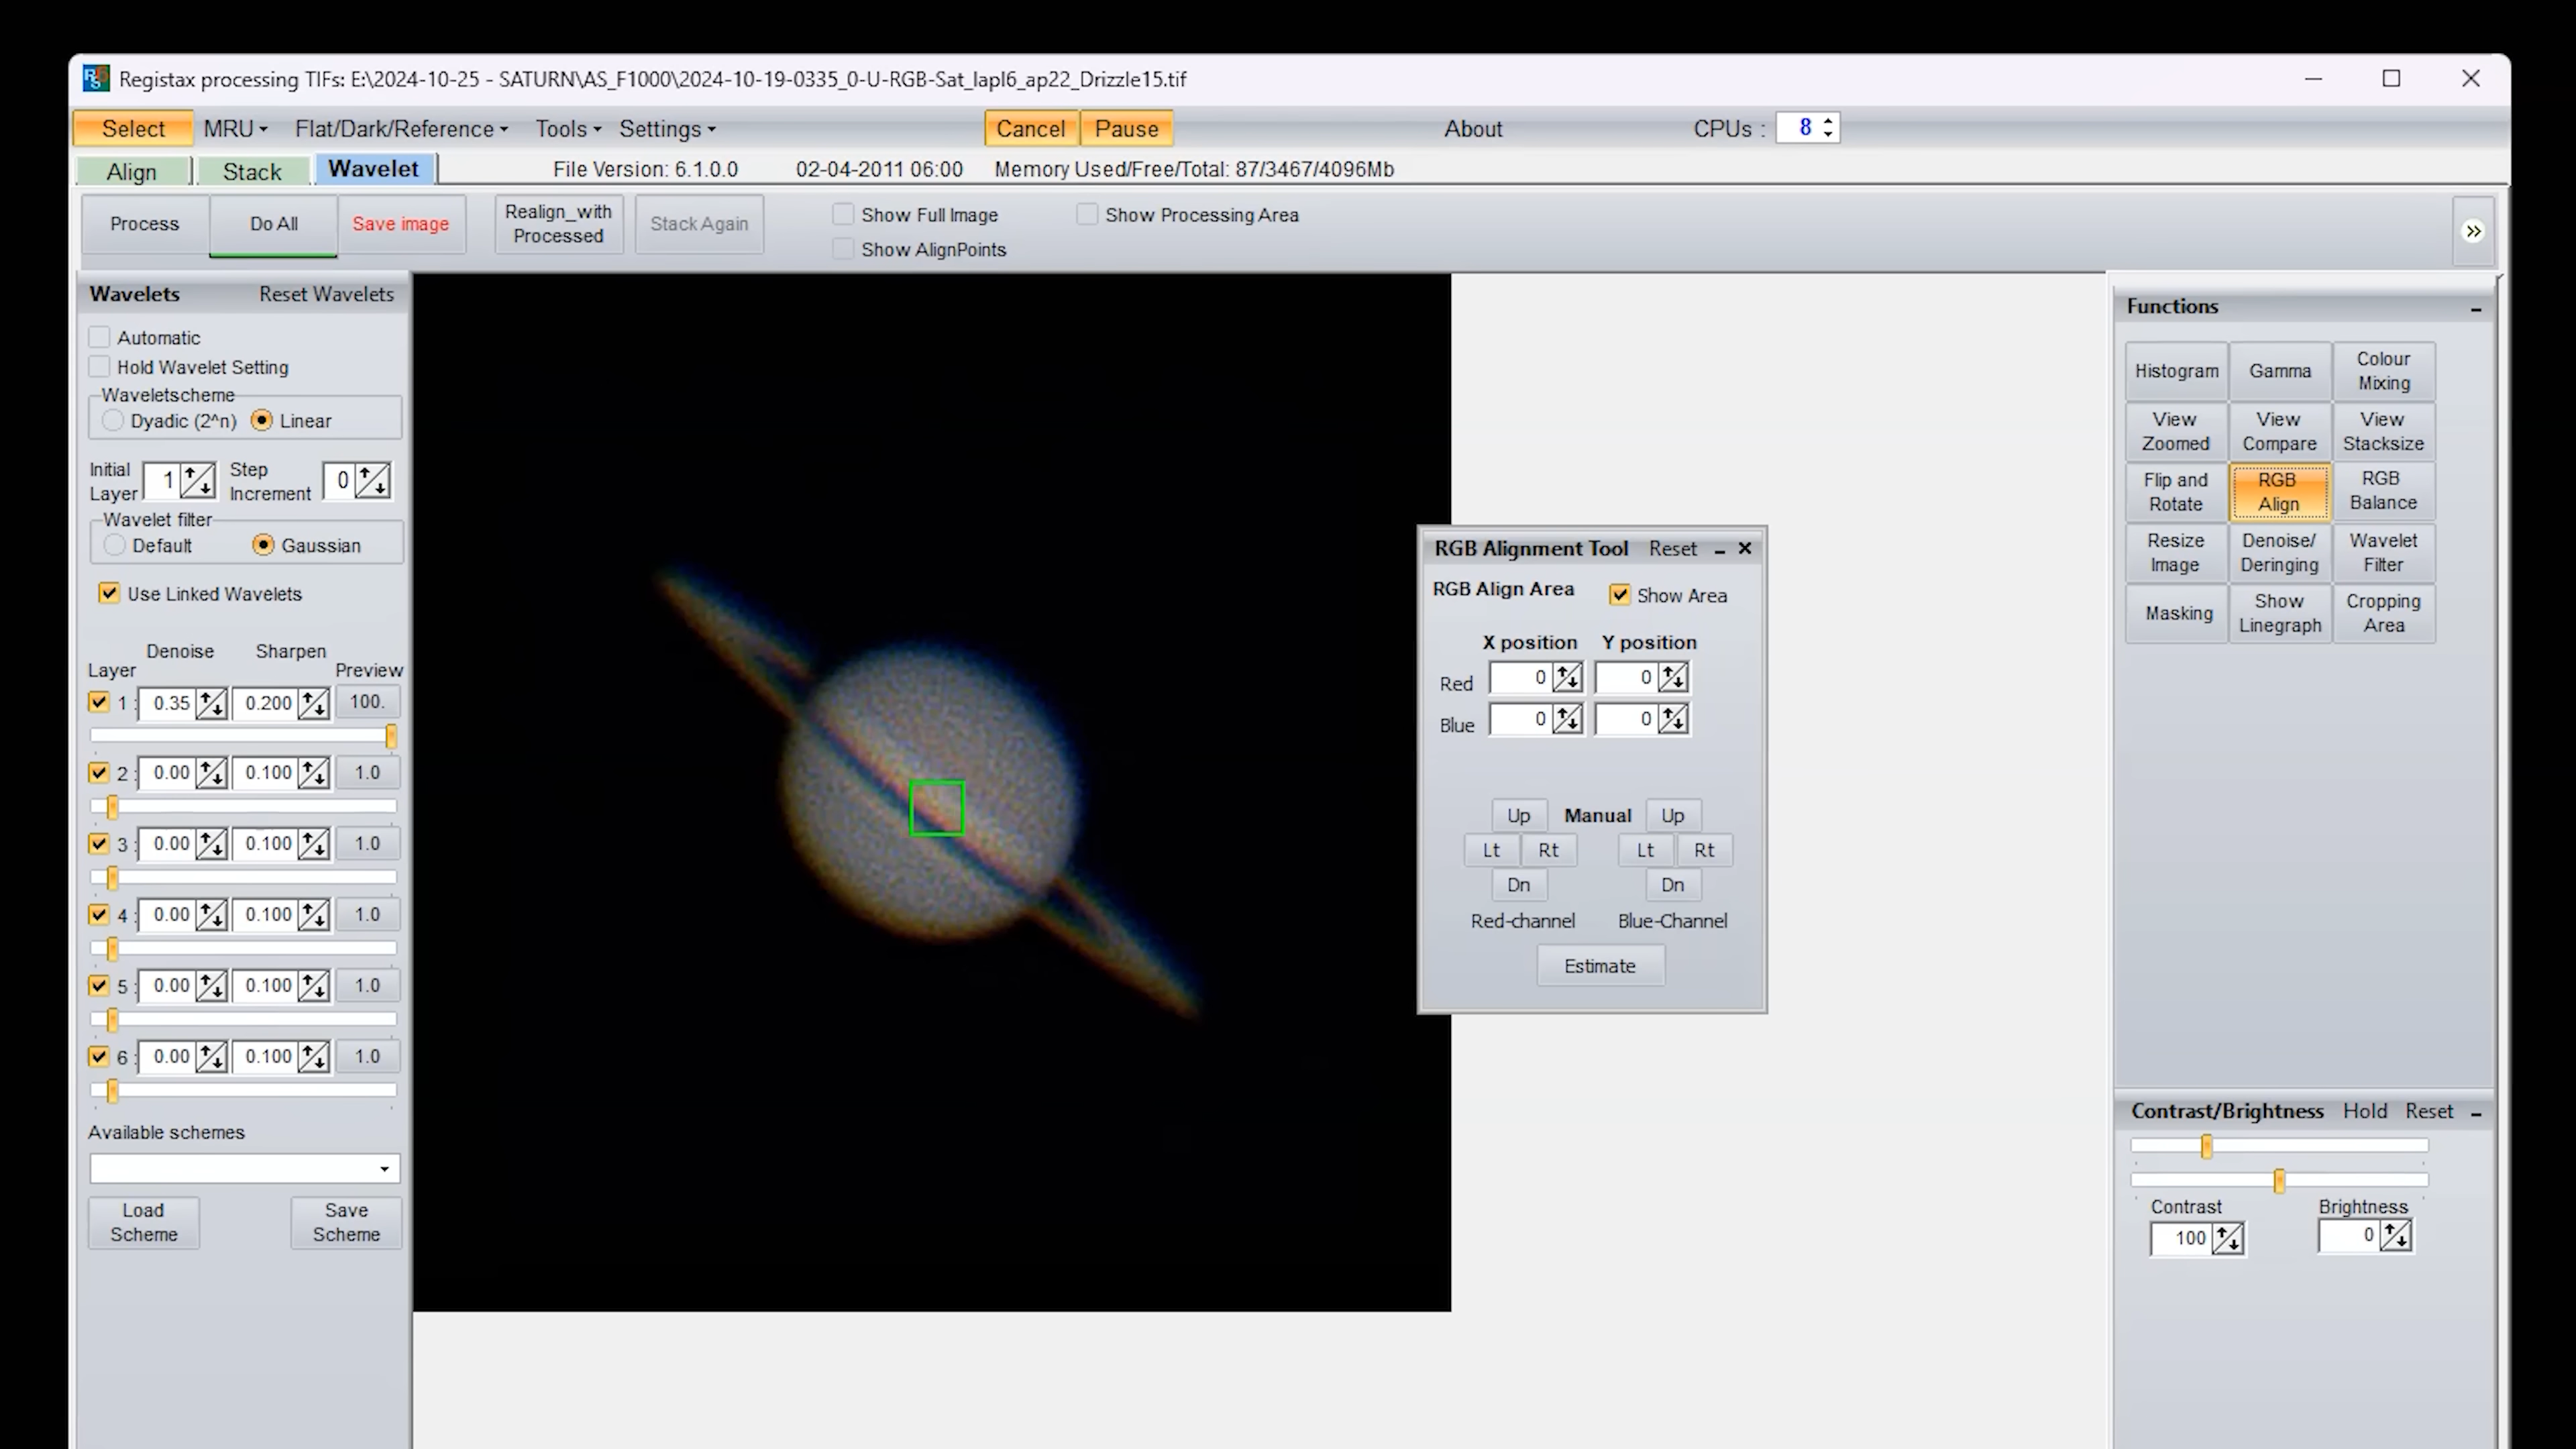 Registax processing TIFs: E:\2024-10-25 - SATURN\AS_F1000\2024-10-19-0335_0-U-RGB-Sat_lapl6_ap22_Drizzle15.tif
Select MRU Flat/Dark/Reference Tools Settings Cancel Pause About CPUs : 8
Align Stack Wavelet File Version: 6.1.0.0 02-04-2011 06:00 Memory Used/Free/Total: 87/3467/4096Mb
Process Do All Save image Realign_with Processed Stack Again
Show Full Image Show Processing Area
Show AlignPoints
Wavelets Reset Wavelets
Automatic
Hold Wavelet Setting
Waveletscheme
Dyadic (2^n) Linear
Initial Layer 1 Step Increment 0
Wavelet filter
Default Gaussian
Use Linked Wavelets
Denoise Sharpen
Layer Preview
1 : 0.35 0.200 100.
2 : 0.00 0.100 1.0
3 : 0.00 0.100 1.0
4 : 0.00 0.100 1.0
5 : 0.00 0.100 1.0
6 : 0.00 0.100 1.0
Available schemes
Load Scheme Save Scheme
RGB Alignment Tool Reset
RGB Align Area Show Area
X position Y position
Red 0 0
Blue 0 0
Up Manual Up
Lt Rt Lt Rt
Dn Dn
Red-channel Blue-Channel
Estimate
Functions
Histogram Gamma Colour Mixing
View Zoomed View Compare View Stacksize
Flip and Rotate RGB Align RGB Balance
Resize Image Denoise/ Deringing Wavelet Filter
Masking Show Linegraph Cropping Area
Contrast/Brightness Hold Reset
Contrast Brightness
100 0